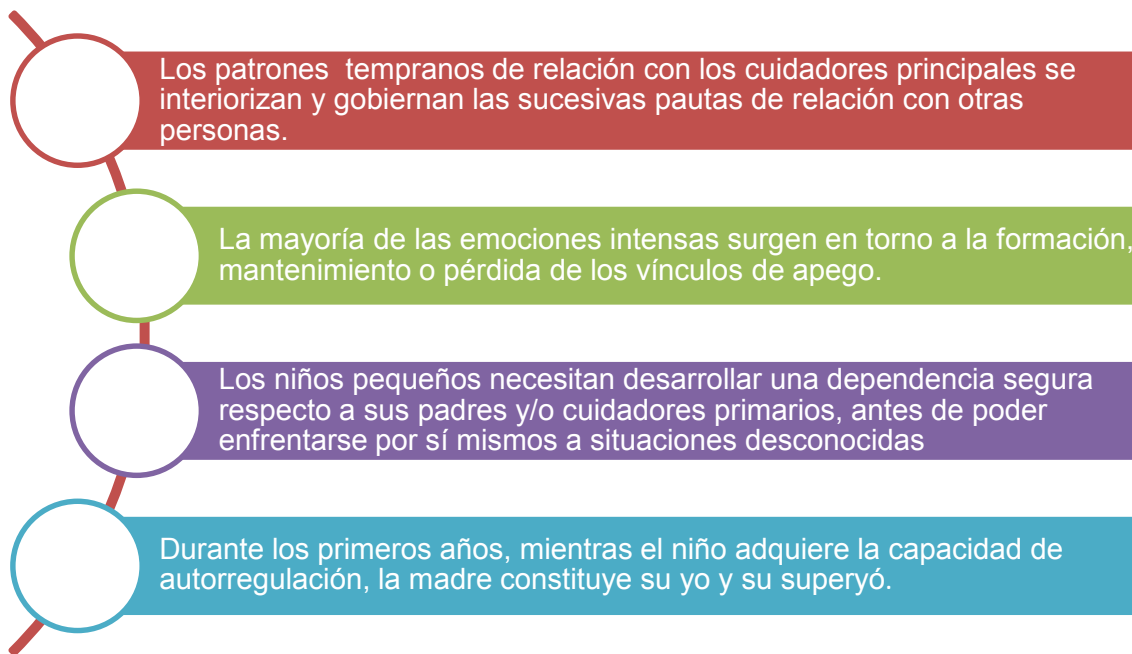 Los patrones  tempranos de relación con los cuidadores principales se
interiorizan y gobiernan las sucesivas pautas de relación con otras
personas.
La mayoría de las emociones intensas surgen en torno a la formación,
mantenimiento o pérdida de los vínculos de apego.
Los niños pequeños necesitan desarrollar una dependencia segura
respecto a sus padres y/o cuidadores primarios, antes de poder
enfrentarse por sí mismos a situaciones desconocidas
Durante los primeros años, mientras el niño adquiere la capacidad de
autorregulación, la madre constituye su yo y su superyó.